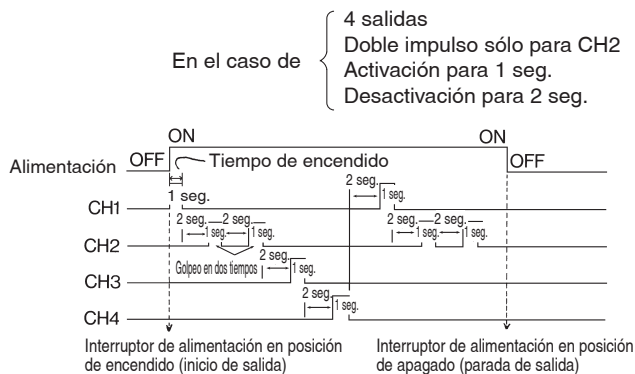 4 salidas
Doble impulso sólo para CH2
En el caso de
Activación para 1 seg.
Desactivación para 2 seg.
ON
ON
Alimentación
OFF
Tiempo de encendido
OFF
2 seg.
1 seg.
1 seg.
CH1
2 seg.
2 seg.
2 seg.
2 seg.
1 seg.
1 seg.
1 seg.
1 seg.
CH2
2 seg.
Golpeo en dos tiempos
1 seg.
CH3
2 seg.
1 seg.
CH4
Interruptor de alimentación en posición
de encendido (inicio de salida)
Interruptor de alimentación en posición
de apagado (parada de salida)